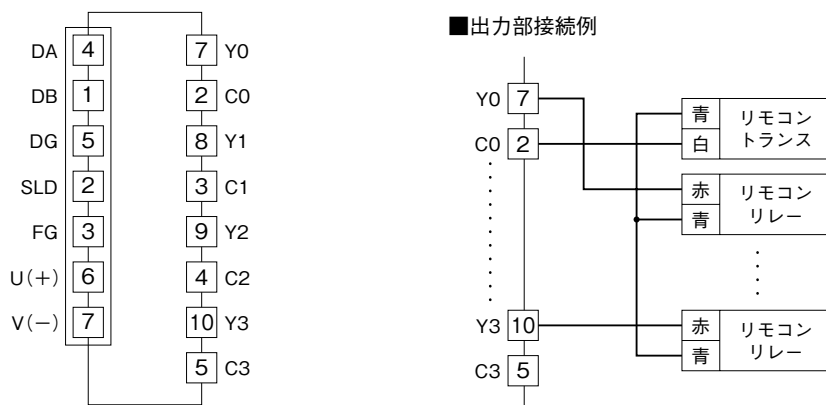 DA 4 7 Y0
DB 1 2 C0
DG 5 8 Y1
SLD 2 3 C1
FG 3 9 Y2
U(+) 6 4 C2
V(−) 7 10 Y3
5 C3
■出力部接続例
Y0 7
C0 2
Y3 10
C3 5
青 リモコン
白 トランス
赤 リモコン
青 リレー
赤 リモコン
青 リレー